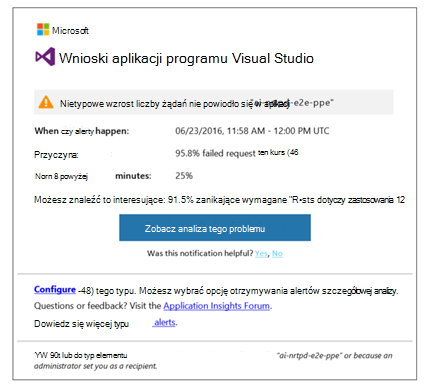 Microsoft
Wnioski aplikacji programu Visual Studio
Nietypowe wzrost liczby żądań nie powiodło się w aplikacji "ai-nrtpd-e2e-ppe"
When czy alerty happen: 06/23/2016, 11:58 AM - 12:00 PM UTC
Przyczyna: 95.8% failed request ten kurs (46
Norn 8 powyżej minutes: 25%
Możesz znaleźć to interesujące: 91.5% zanikające wymagane "R•sts dotyczy zastosowania 12
Zobacz analiza tego problemu
Was this notification helpful? Yes, No
Configure -48) tego typu. Możesz wybrać opcję otrzymywania alertów szczegółowej analizy.
Questions or feedback? Visit the Application Insights Forum.
Dowiedz się więcej typu alerts.
YW 90t lub do typ elementu "ai-nrtpd-e2e-ppe" or because an
administrator set you as a recipient.